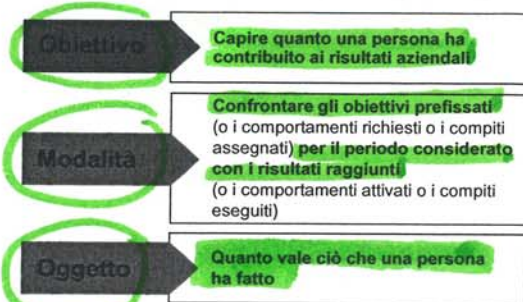 Obiettivo
Capire quanto una persona ha
contribuito ai risultati aziendali
Modalità
Confrontare gli obiettivi prefissati
(o i comportamenti richiesti o i compiti
assegnati) per il periodo considerato
con i risultati raggiunti
(o i comportamenti attivati o i compiti
eseguiti)
Oggetto
Quanto vale ciò che una persona
ha fatto